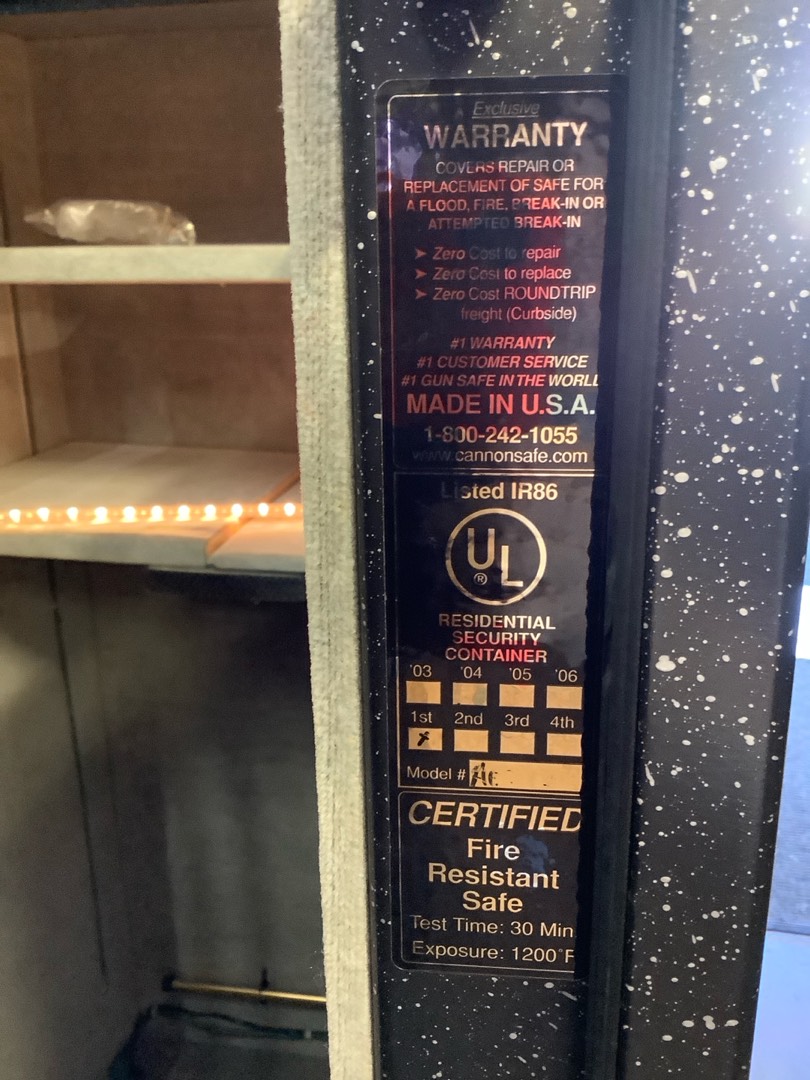 Exclusive
WARRANTY
COVERS REPAIR OR
REPLACEMENT OF SAFE FOR
A FLOOD, FIRE, BREAK-IN OR
ATTEMPTED BREAK-IN
➤ Zero Cost to repair
➤ Zero Cost to replace
➤ Zero Cost ROUNDTRIP
freight (Curbside)
#1 WARRANTY
#1 CUSTOMER SERVICE
#1 GUN SAFE IN THE WORL
MADE IN U.S.A.
1-800-242-1055
www.cannonsafe.com
Listed IR86
UL ®
RESIDENTIAL
SECURITY
CONTAINER
'03 '04 '05 '06
1st 2nd 3rd 4th
X
Model #
CERTIFIED
Fire
Resistant
Safe
Test Time: 30 Min
Exposure: 1200°F